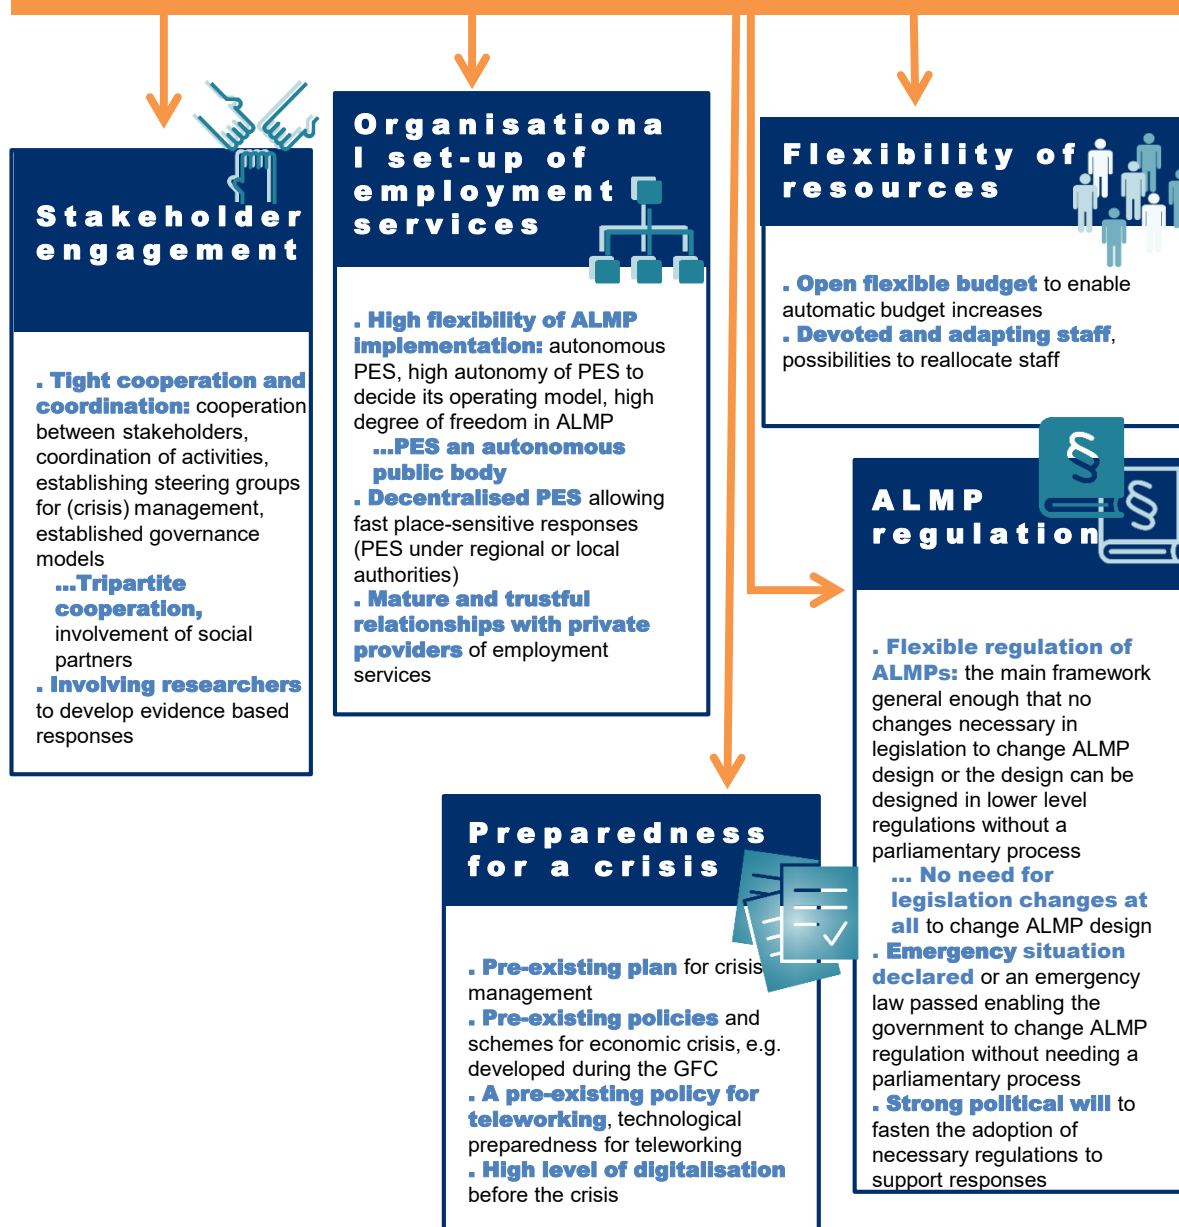 Stakeholder
engagement
. Tight cooperation and
coordination: cooperation
between stakeholders,
coordination of activities,
establishing steering groups
for (crisis) management,
established governance
models
...Tripartite
cooperation,
involvement of social
partners
. Involving researchers
to develop evidence based
responses
Organisationa
l set-up of
employment
services
. High flexibility of ALMP
implementation: autonomous
PES, high autonomy of PES to
decide its operating model, high
degree of freedom in ALMP
...PES an autonomous
public body
. Decentralised PES allowing
fast place-sensitive responses
(PES under regional or local
authorities)
. Mature and trustful
relationships with private
providers of employment
services
Flexibility of
resources
. Open flexible budget to enable
automatic budget increases
. Devoted and adapting staff,
possibilities to reallocate staff
§
§
ALMP
regulation
. Flexible regulation of
ALMPs: the main framework
general enough that no
changes necessary in
legislation to change ALMP
design or the design can be
designed in lower level
regulations without a
parliamentary process
... No need for
legislation changes at
all to change ALMP design
. Emergency situation
declared or an emergency
law passed enabling the
government to change ALMP
regulation without needing a
parliamentary process
. Strong political will to
fasten the adoption of
necessary regulations to
support responses
Preparedness
for a crisis
. Pre-existing plan for crisis
management
. Pre-existing policies and
schemes for economic crisis, e.g.
developed during the GFC
. A pre-existing policy for
teleworking, technological
preparedness for teleworking
. High level of digitalisation
before the crisis